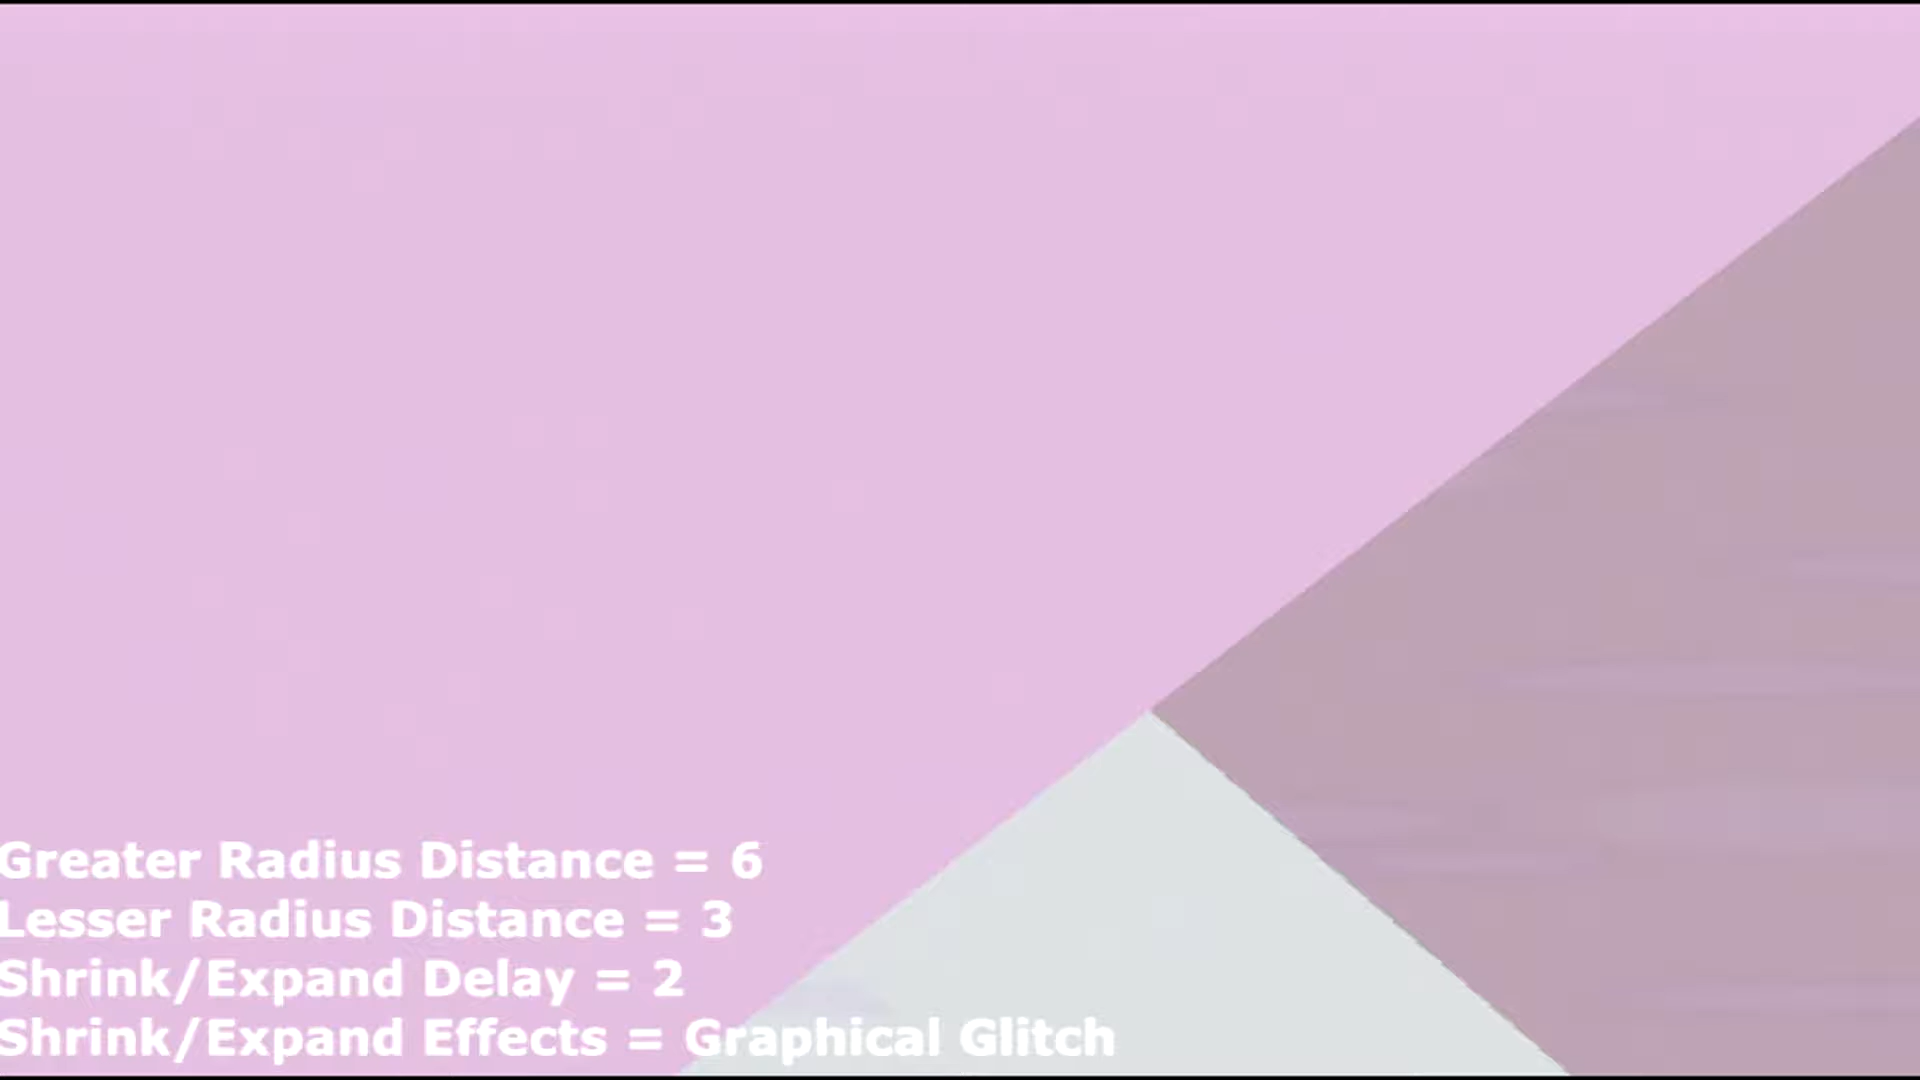 Greater Radius Distance = 6
Lesser Radius Distance = 3
Shrink/Expand Delay = 2
Shrink/Expand Effects = Graphical Glitch